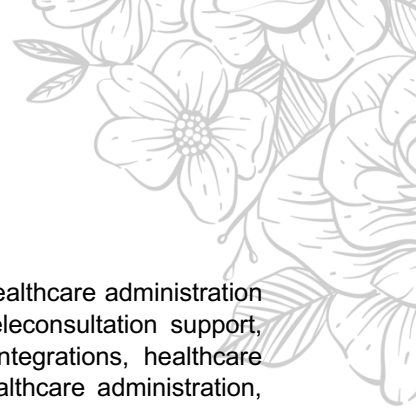 ealthcare administration
eleconsultation support,
ntegrations, healthcare
althcare administration,